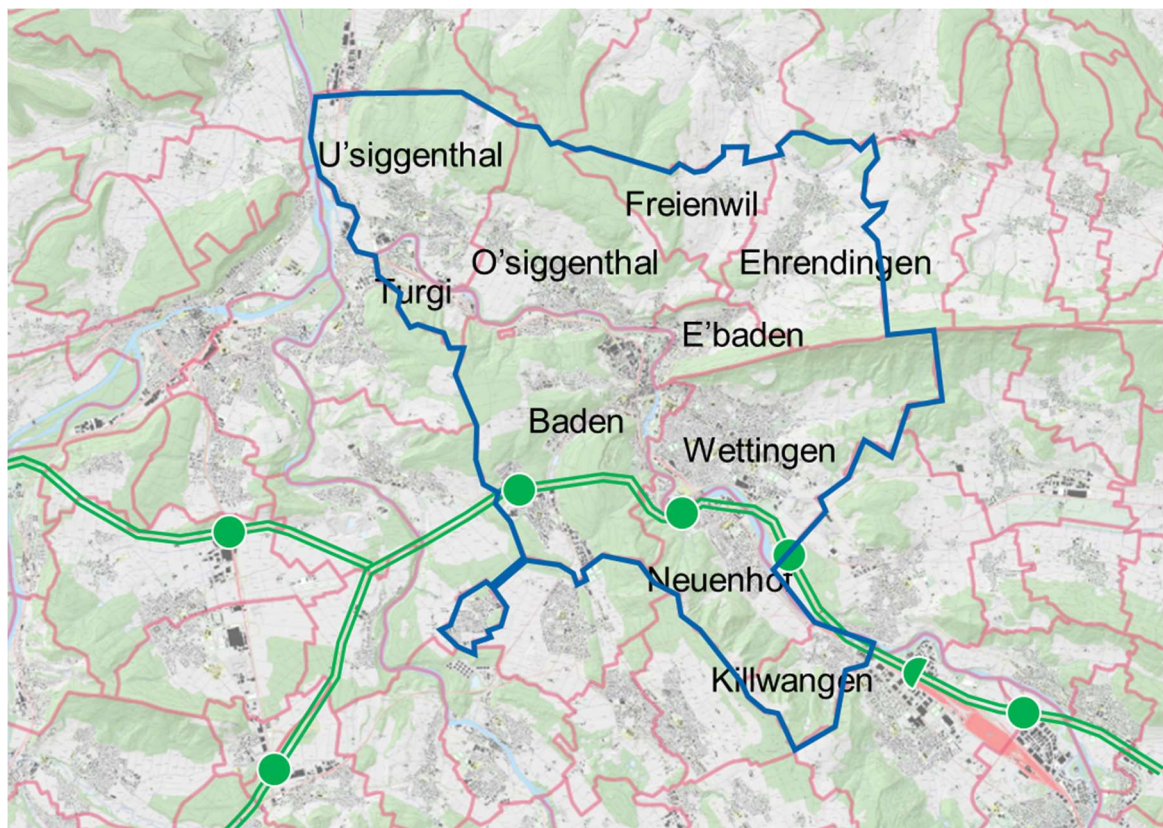 U'siggenthal
Freienwil
O'siggenthal
Ehrendingen
Turgi
E'baden
Baden
Wettingen
Neuenhof
Killwangen